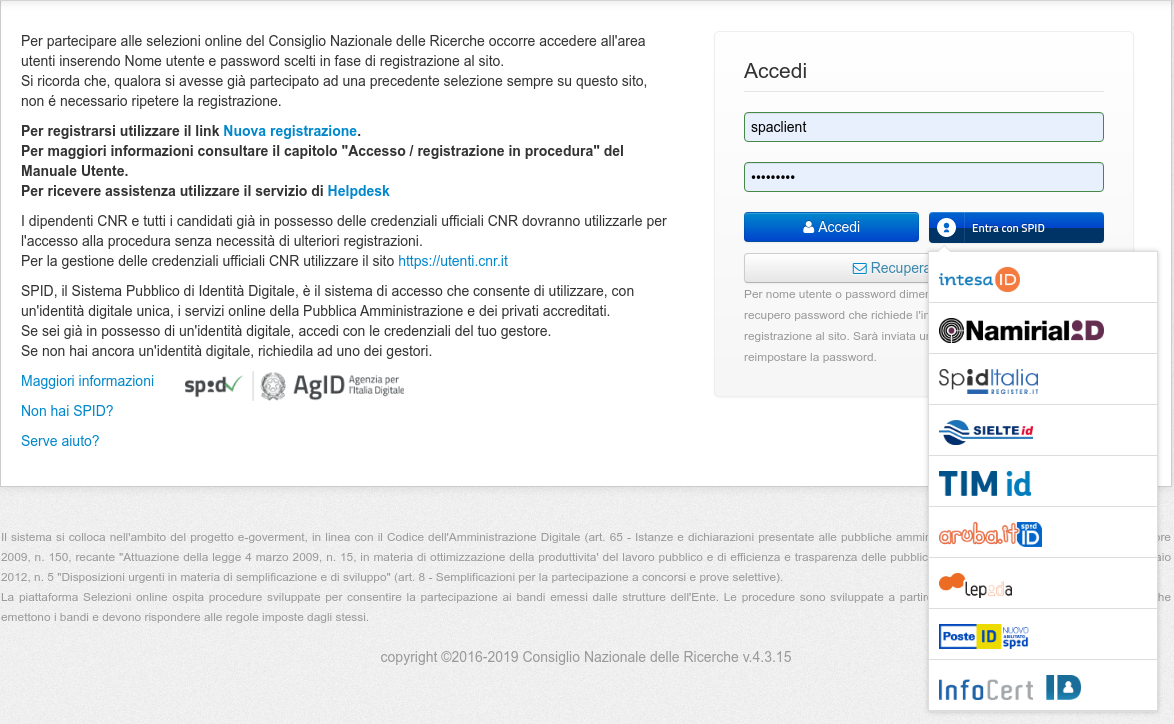 Per partecipare alle selezioni online del Consiglio Nazionale delle Ricerche occorre accedere all'area
utenti inserendo Nome utente e password scelti in fase di registrazione al sito.
Si ricorda che, qualora si avesse già partecipato ad una precedente selezione sempre su questo sito,
non é necessario ripetere la registrazione.
Per registrarsi utilizzare il link Nuova registrazione.
Per maggiori informazioni consultare il capitolo "Accesso / registrazione in procedura" del
Manuale Utente.
Per ricevere assistenza utilizzare il servizio di Helpdesk
I dipendenti CNR e tutti i candidati già in possesso delle credenziali ufficiali CNR dovranno utilizzarle per
l'accesso alla procedura senza necessità di ulteriori registrazioni.
Per la gestione delle credenziali ufficiali CNR utilizzare il sito https://utenti.cnr.it
SPID, il Sistema Pubblico di Identità Digitale, è il sistema di accesso che consente di utilizzare, con
un'identità digitale unica, i servizi online della Pubblica Amministrazione e dei privati accreditati.
Se sei già in possesso di un'identità digitale, accedi con le credenziali del tuo gestore.
Se non hai ancora un'identità digitale, richiedila ad uno dei gestori.
Maggiori informazioni
spid AgID Agenzia per
l'Italia Digitale
Non hai SPID?
Serve aiuto?
Accedi
spaclient
•••••••••
Accedi
Entra con SPID
Recupera
Per nome utente o password dimen
recupero password che richiede l'in
registrazione al sito. Sarà inviata un
reimpostare la password.
intesa ID
Namirial ID
SpidItalia
REGISTER.IT
SIELTE id
TIM id
aruba.it spid
ID
lepada
Poste ID NUOVO
ABILITATO
spid
InfoCert ID
Il sistema si colloca nell'ambito del progetto e-goverment, in linea con il Codice dell'Amministrazione Digitale (art. 65 - Istanze e dichiarazioni presentate alle pubbliche ammin ore
2009, n. 150, recante "Attuazione della legge 4 marzo 2009, n. 15, in materia di ottimizzazione della produttivita' del lavoro pubblico e di efficienza e trasparenza delle pubblic aio
2012, n. 5 "Disposizioni urgenti in materia di semplificazione e di sviluppo" (art. 8 - Semplificazioni per la partecipazione a concorsi e prove selettive).
La piattaforma Selezioni online ospita procedure sviluppate per consentire la partecipazione ai bandi emessi dalle strutture dell'Ente. Le procedure sono sviluppate a partire che
emettono i bandi e devono rispondere alle regole imposte dagli stessi.
copyright ©2016-2019 Consiglio Nazionale delle Ricerche v.4.3.15